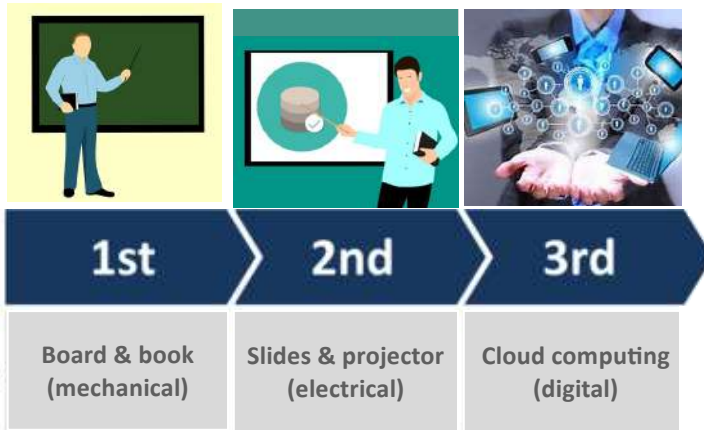 1st
2nd
3rd
Board & book
(mechanical)
Slides & projector
(electrical)
Cloud computing
(digital)